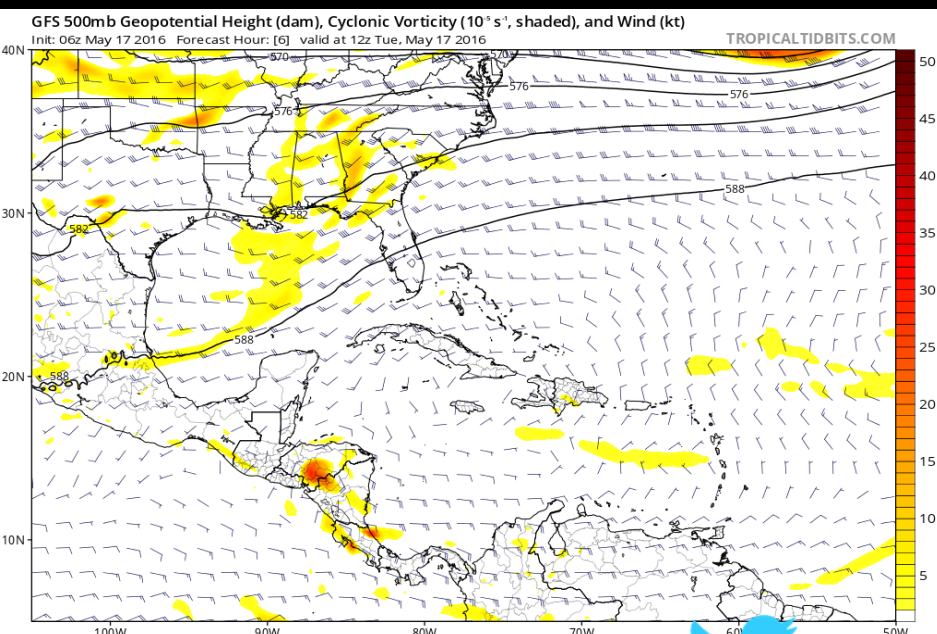 GFS 500mb Geopotential Height (dam), Cyclonic Vorticity (10⁻⁵ s⁻¹, shaded), and Wind (kt)
Init: 06z May 17 2016 Forecast Hour: [6] valid at 12z Tue, May 17 2016 TROPICALTIDBITS.COM
40N
570
570
50
576
576
576
45
40
588
30N
582
582
35
30
588
25
588
20N
20
15
10N
10
5
100W 90W 80W 70W 60W 50W